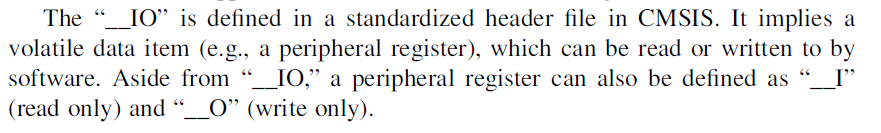 The “__IO” is defined in a standardized header file in CMSIS. It implies a
volatile data item (e.g., a peripheral register), which can be read or written to by
software. Aside from “__IO,” a peripheral register can also be defined as “__I”
(read only) and “__O” (write only).